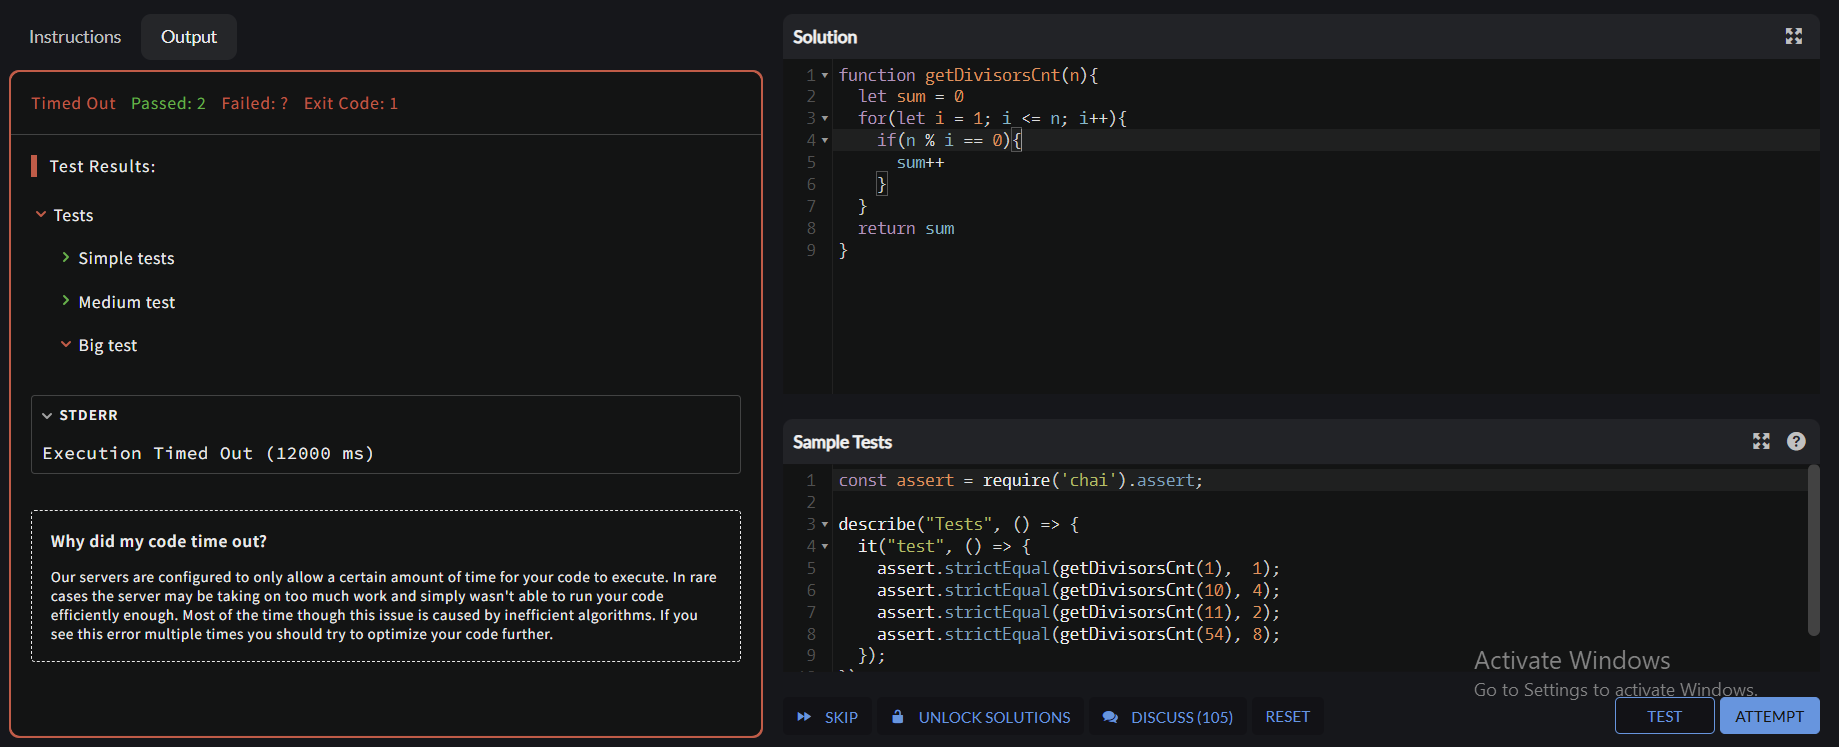 Instructions
Output
Timed Out Passed: 2 Failed: ? Exit Code: 1
Test Results:
Tests
Simple tests
Medium test
Big test
STDERR
Execution Timed Out (12000 ms)
Why did my code time out?
Our servers are configured to only allow a certain amount of time for your code to execute. In rare
cases the server may be taking on too much work and simply wasn't able to run your code
efficiently enough. Most of the time though this issue is caused by inefficient algorithms. If you
see this error multiple times you should try to optimize your code further.
Solution
1 function getDivisorsCnt(n){
2 let sum = 0
3 for(let i = 1; i <= n; i++){
4 if(n % i == 0){
5 sum++
6 }
7 }
8 return sum
9 }
Sample Tests
?
1 const assert = require('chai').assert;
2
3 describe("Tests", () => {
4 it("test", () => {
5 assert.strictEqual(getDivisorsCnt(1),  1);
6 assert.strictEqual(getDivisorsCnt(10), 4);
7 assert.strictEqual(getDivisorsCnt(11), 2);
8 assert.strictEqual(getDivisorsCnt(54), 8);
9 });
Activate Windows
Go to Settings to activate Windows.
SKIP
UNLOCK SOLUTIONS
DISCUSS (105)
RESET
TEST
ATTEMPT